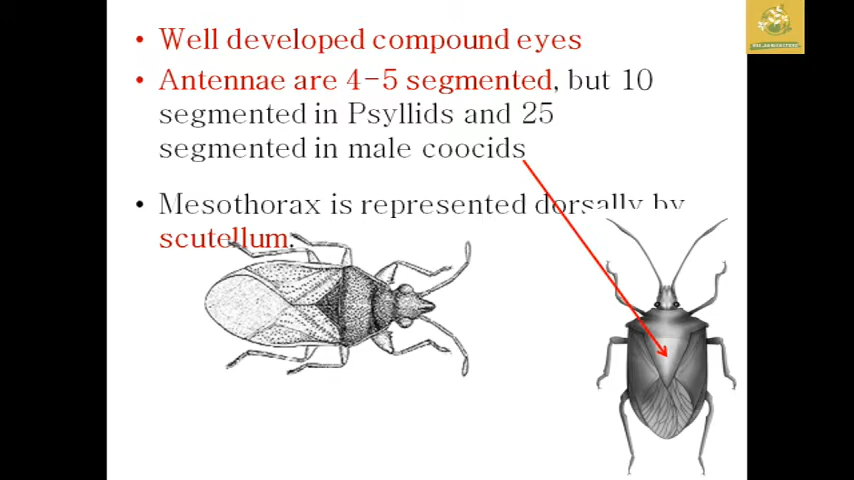 • Well developed compound eyes
• Antennae are 4-5 segmented, but 10
segmented in Psyllids and 25
segmented in male coocids
• Mesothorax is represented dorsally by
scutellum.